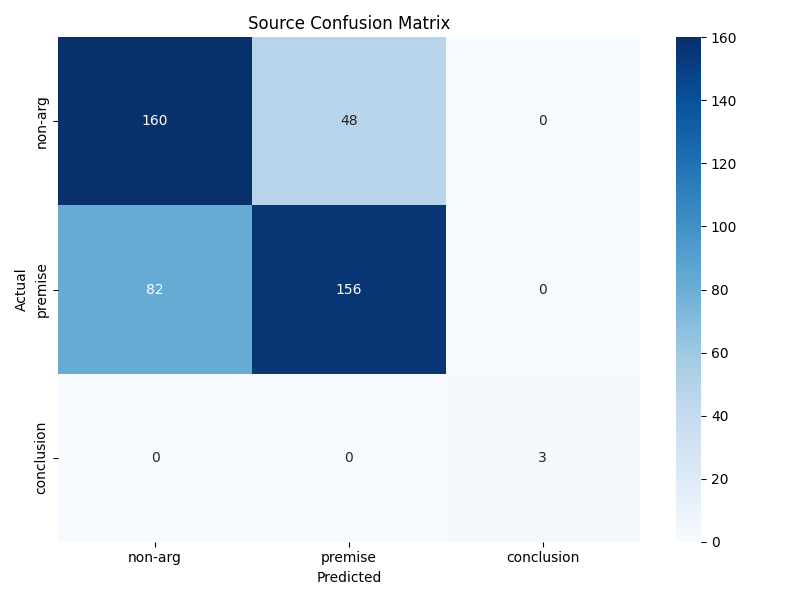 Source Confusion Matrix
non-arg
160
48
0
Actual
premise
82
156
0
conclusion
0
0
3
non-arg premise conclusion
Predicted
160
140
120
100
80
60
40
20
0